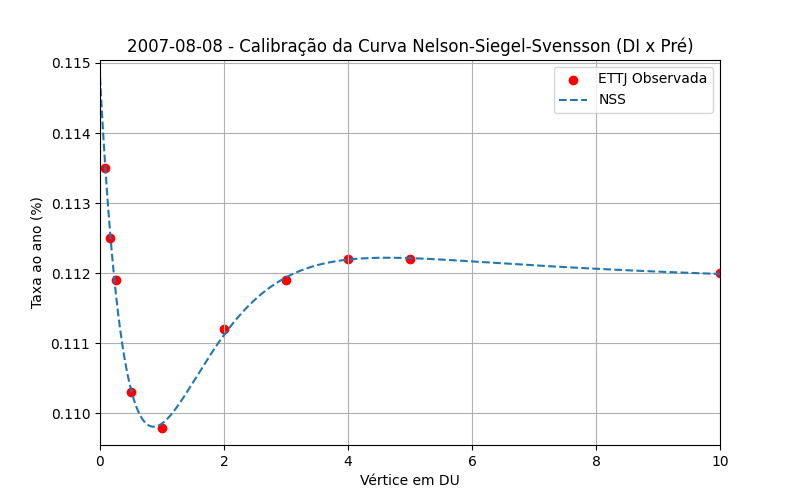 2007-08-08 - Calibração da Curva Nelson-Siegel-Svensson (DI x Pré)
0.115
0.114
0.113
0.112
0.111
0.110
Taxa ao ano (%)
ETTJ Observada
NSS
0 2 4 6 8 10
Vértice em DU